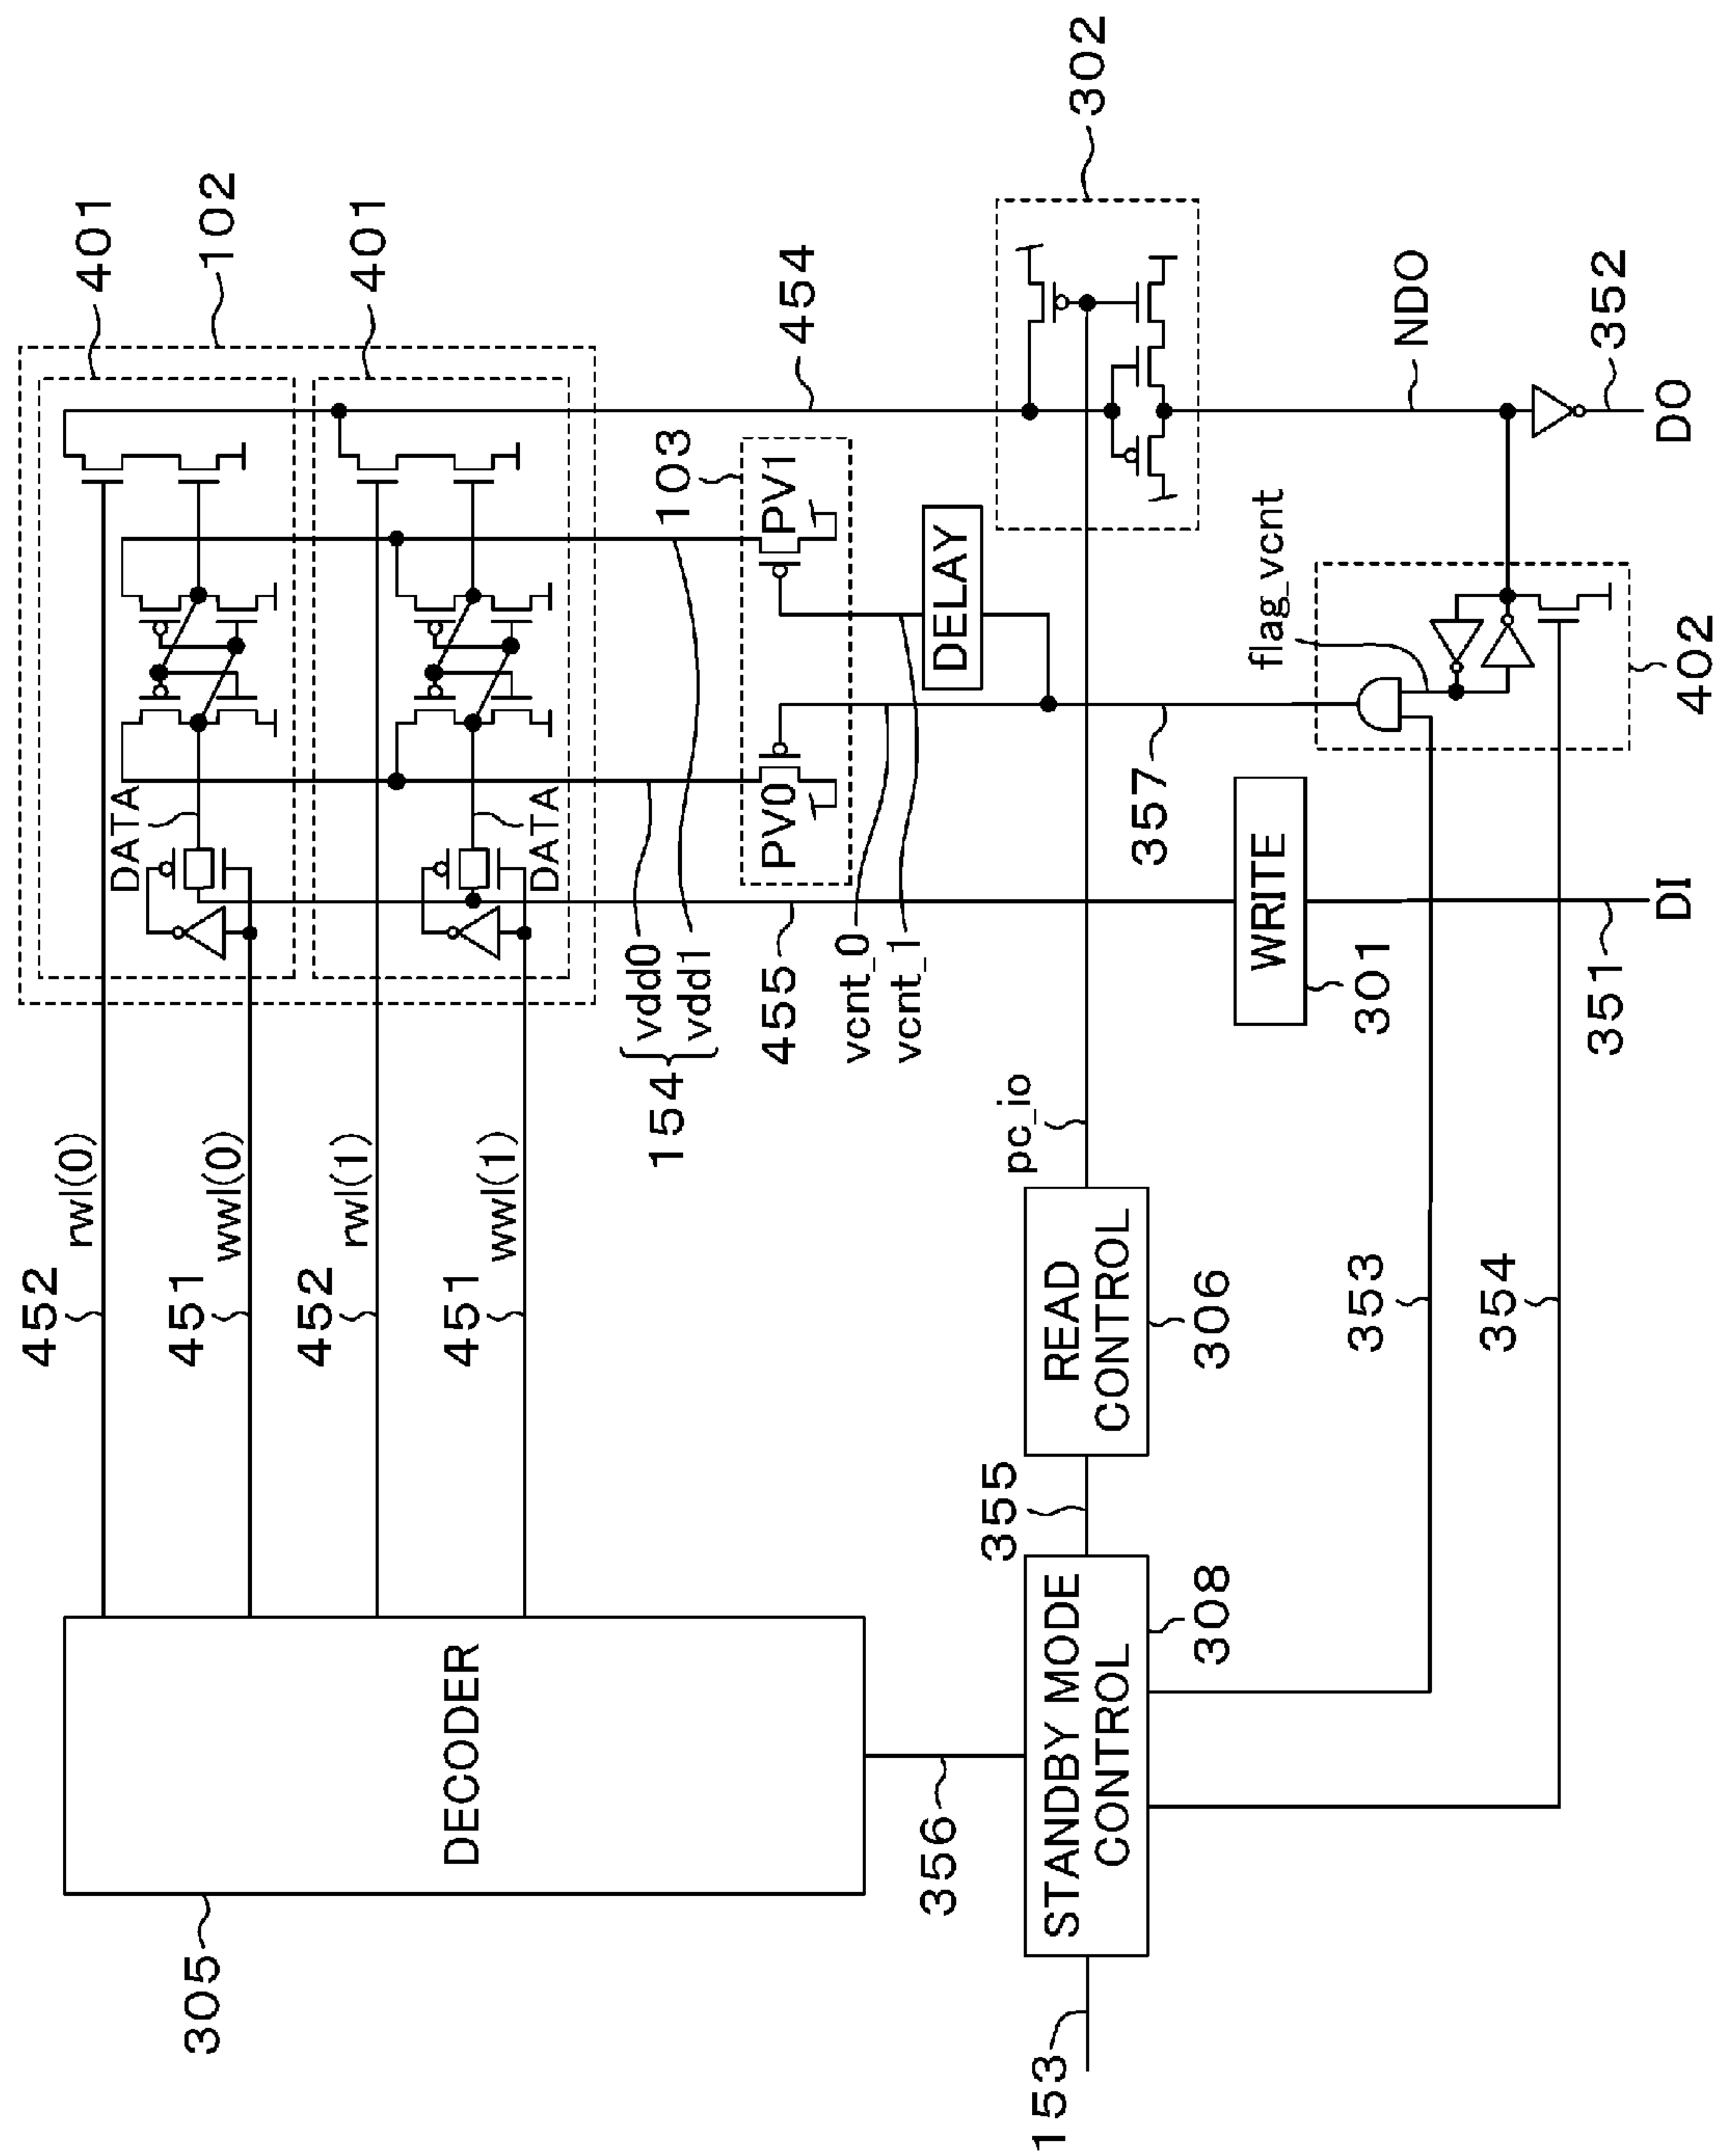 401
102
401
302
452
rwl(0)
451
wwl(0)
452
rwl(1)
451
wwl(1)
DATA
DATA
305
DECODER
154
vdd0
vdd1
455
vcnt_0
vcnt_1
103
PV0
PV1
454
DELAY
356
153
STANDBY MODE
CONTROL
308
355
READ
CONTROL
306
pc_io
357
WRITE
301
flag_vcnt
402
NDO
353
354
351
DI
352
DO